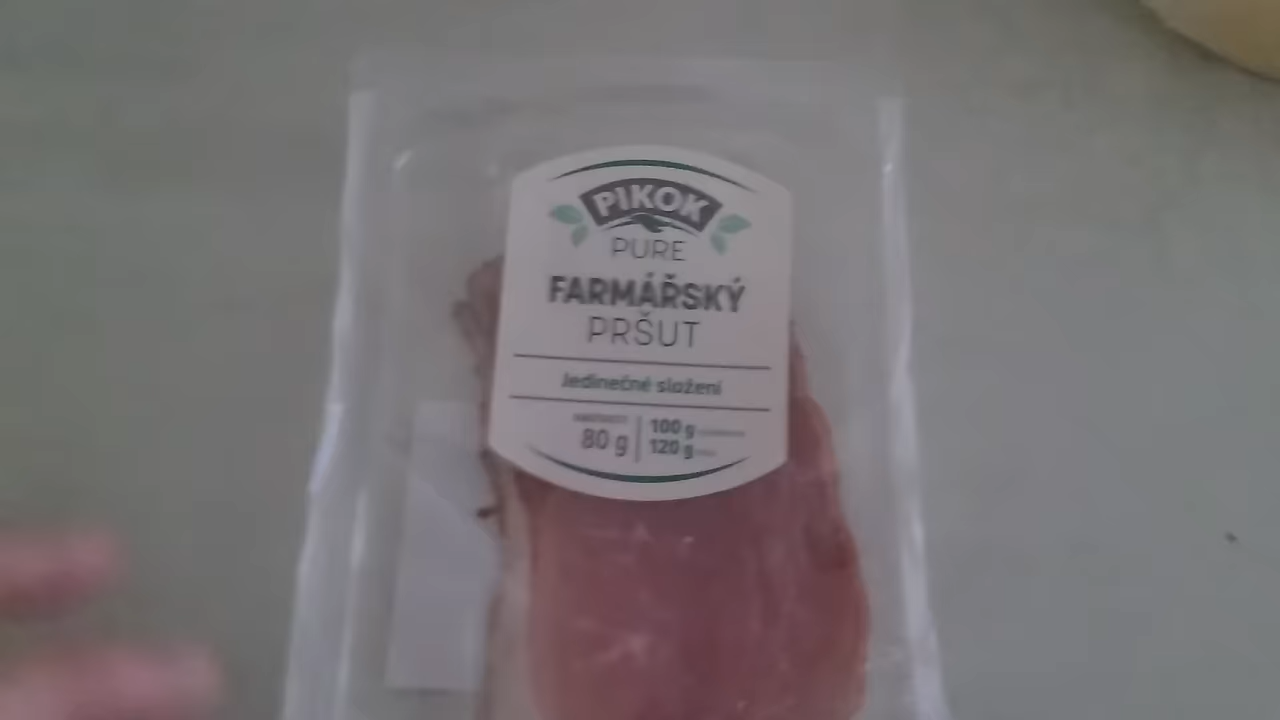 PIKOK
PURE
FARMÁŘSKÝ
PRŠUT
Jedinečné složení
80 g
100 g
120 g